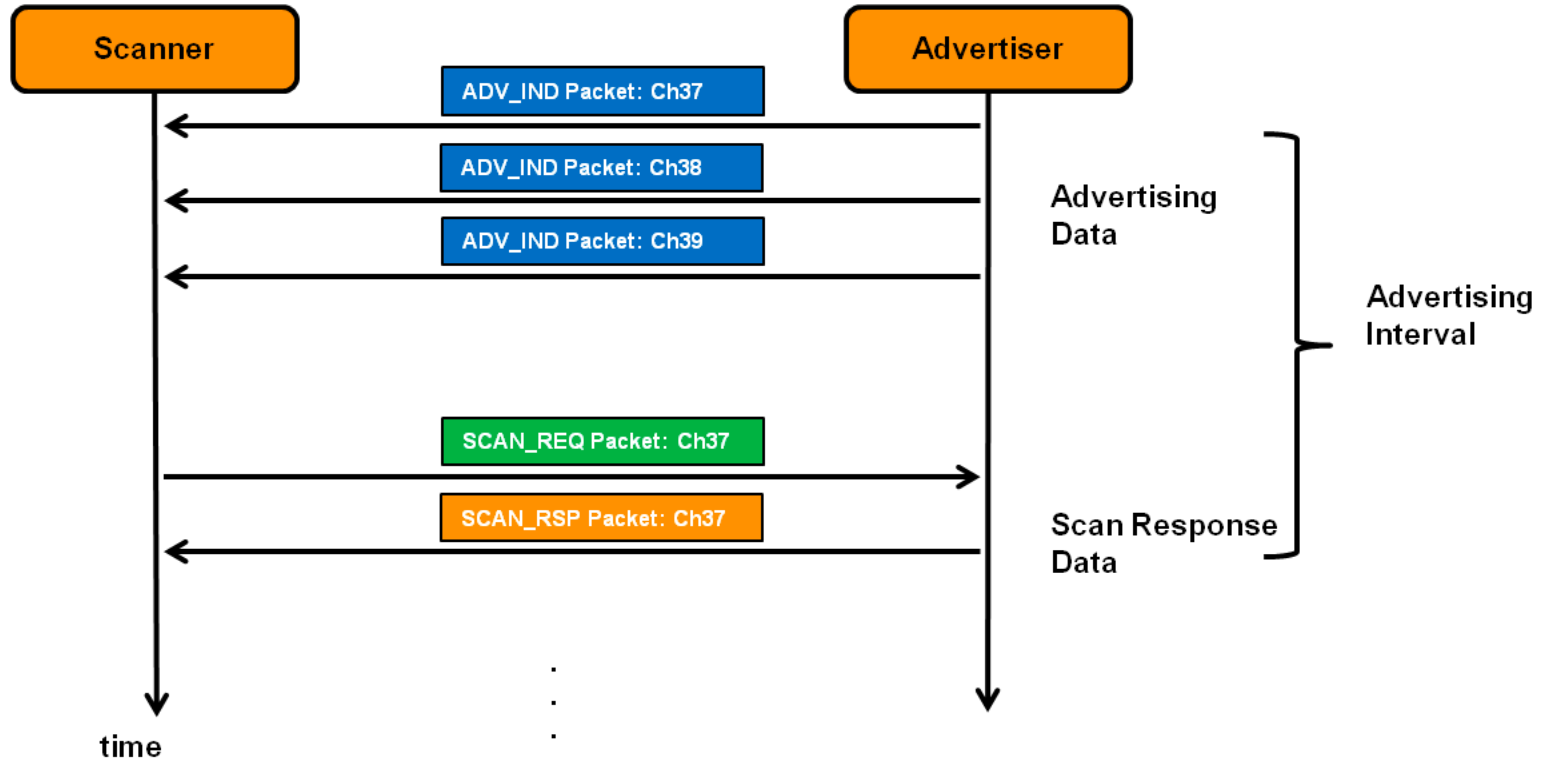 Scanner
Advertiser
ADV_IND Packet: Ch37
ADV_IND Packet: Ch38
ADV_IND Packet: Ch39
Advertising
Data
Advertising
Interval
SCAN_REQ Packet: Ch37
SCAN_RSP Packet: Ch37
Scan Response
Data
.
.
.
time